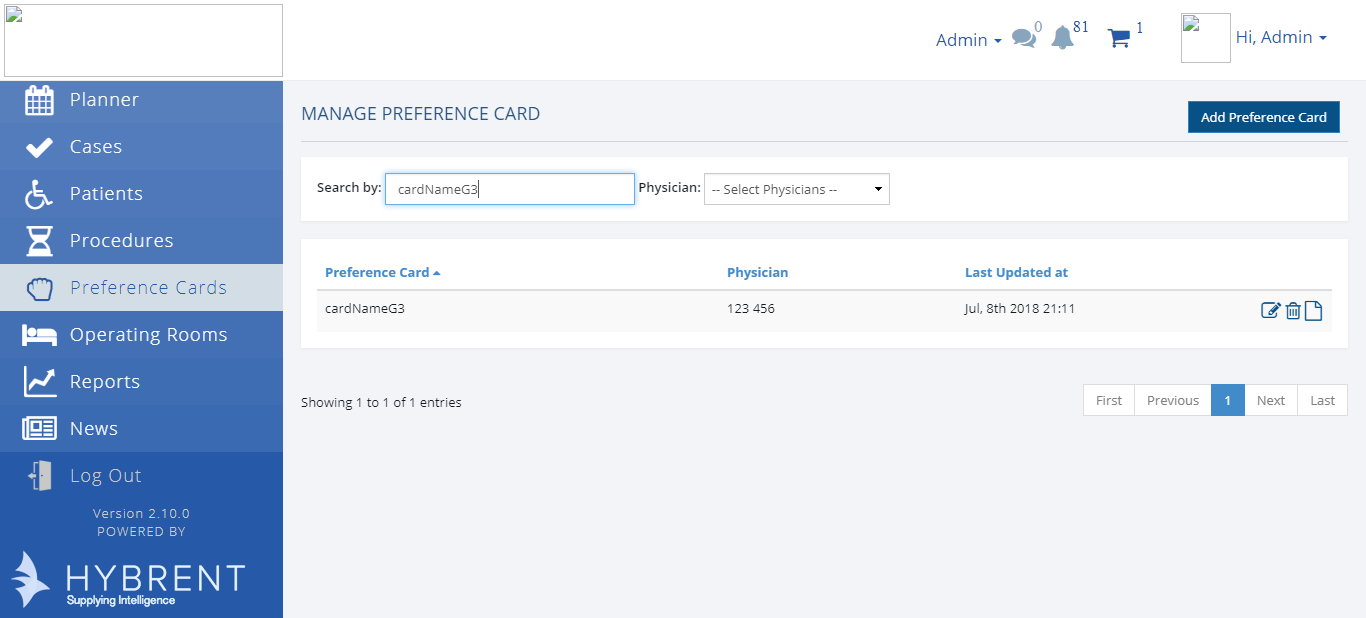 Admin 0 81 1 Hi, Admin
Planner
Cases
Patients
Procedures
Preference Cards
Operating Rooms
Reports
News
Log Out
Version 2.10.0
POWERED BY
HYBRENT
Supplying Intelligence
MANAGE PREFERENCE CARD
Add Preference Card
Search by: cardNameG3 Physician: -- Select Physicians --
Preference Card Physician Last Updated at
cardNameG3 123 456 Jul, 8th 2018 21:11
Showing 1 to 1 of 1 entries
First Previous 1 Next Last